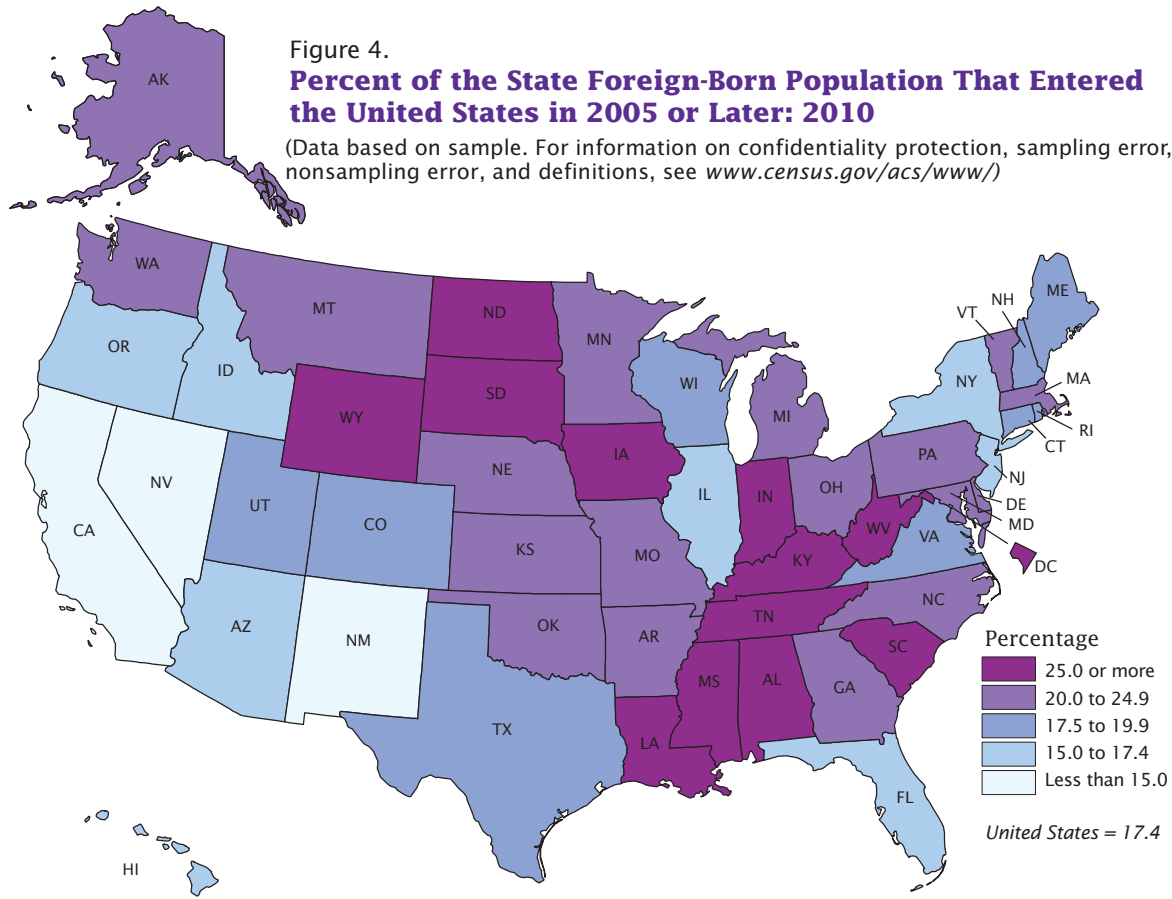 Figure 4.
Percent of the State Foreign-Born Population That Entered
the United States in 2005 or Later: 2010
(Data based on sample. For information on confidentiality protection, sampling error,
nonsampling error, and definitions, see www.census.gov/acs/www/)
AK
WA
MT
ND
MN
OR
ID
WY
SD
WI
MI
VT
NH
ME
NY
MA
RI
CT
NJ
PA
DE
MD
DC
NV
CA
UT
CO
NE
IA
KS
MO
IL
IN
OH
WV
VA
KY
NC
TN
SC
AZ
NM
OK
AR
TX
LA
MS
AL
GA
FL
HI
Percentage
25.0 or more
20.0 to 24.9
17.5 to 19.9
15.0 to 17.4
Less than 15.0
United States = 17.4